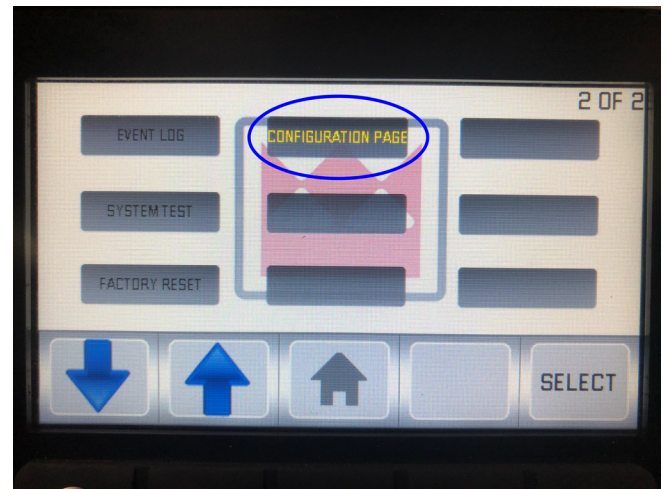 2 OF 2
EVENT LOG
CONFIGURATION PAGE
SYSTEM TEST
FACTORY RESET
SELECT